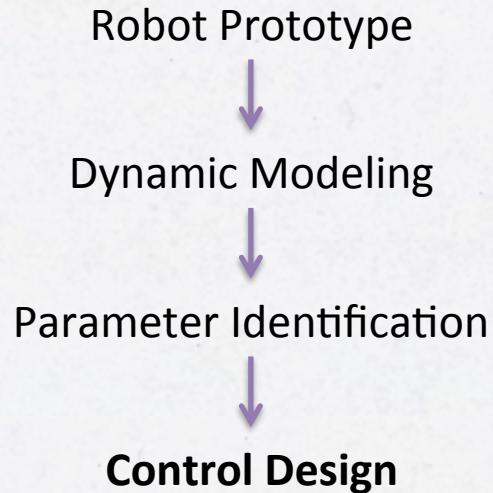 Robot Prototype
Dynamic Modeling
Parameter Identification
Control Design